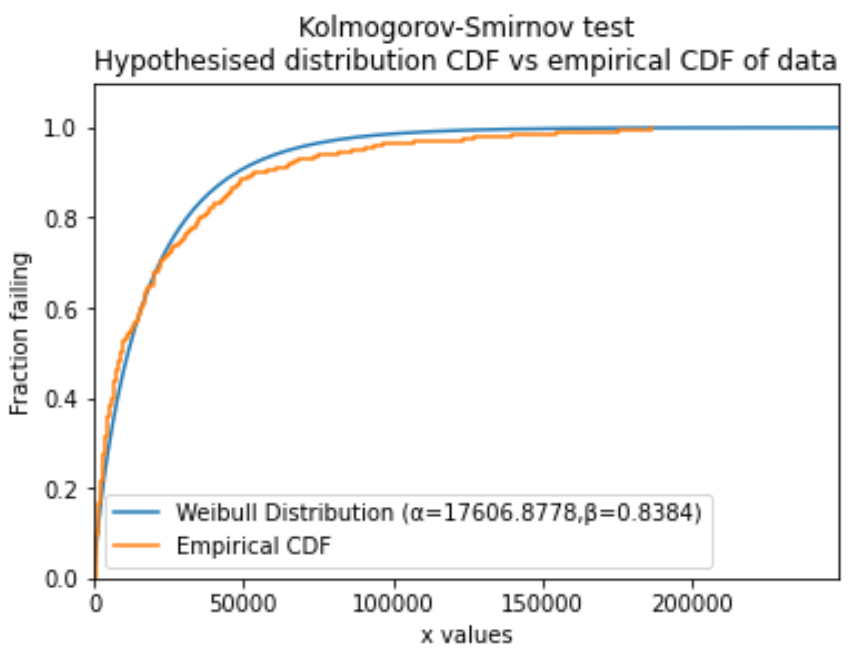 Kolmogorov-Smirnov test
Hypothesised distribution CDF vs empirical CDF of data
1.0
0.8
0.6
0.4
0.2
0.0
Fraction failing
Weibull Distribution (α=17606.8778,β=0.8384)
Empirical CDF
0
50000
100000
150000
200000
x values